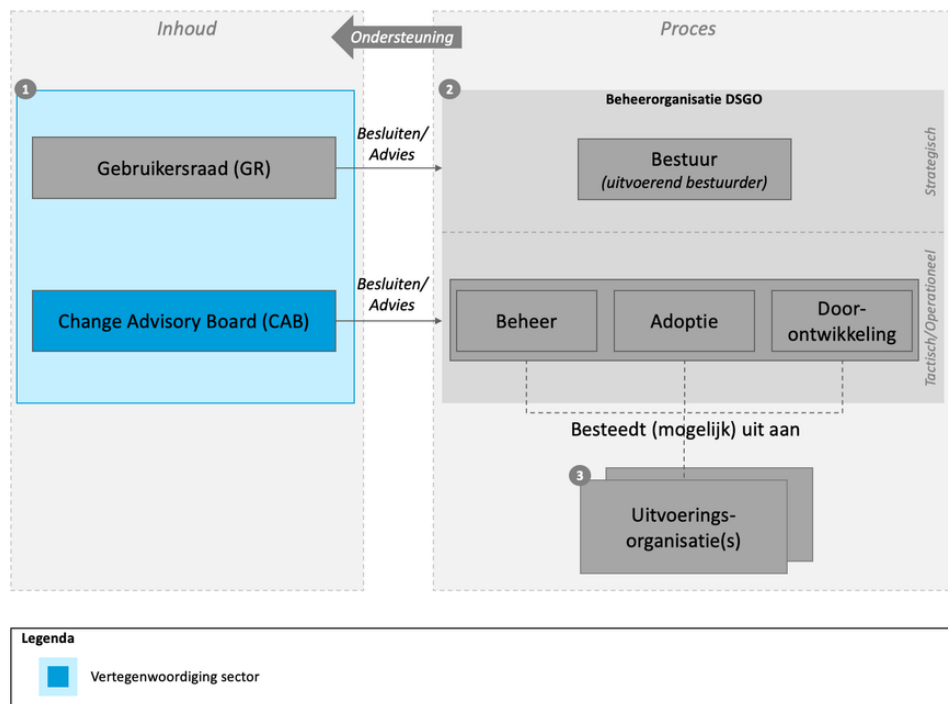 Inhoud
Ondersteuning
Proces
1
Gebruikersraad (GR)
Change Advisory Board (CAB)
Besluiten/
Advies
Besluiten/
Advies
2
Beheerorganisatie DSGO
Bestuur
(uitvoerend bestuurder)
Strategisch
Beheer
Adoptie
Door-
ontwikkeling
Tactisch/Operationeel
Besteedt (mogelijk) uit aan
3
Uitvoerings-
organisatie(s)
Legenda
Vertegenwoordiging sector